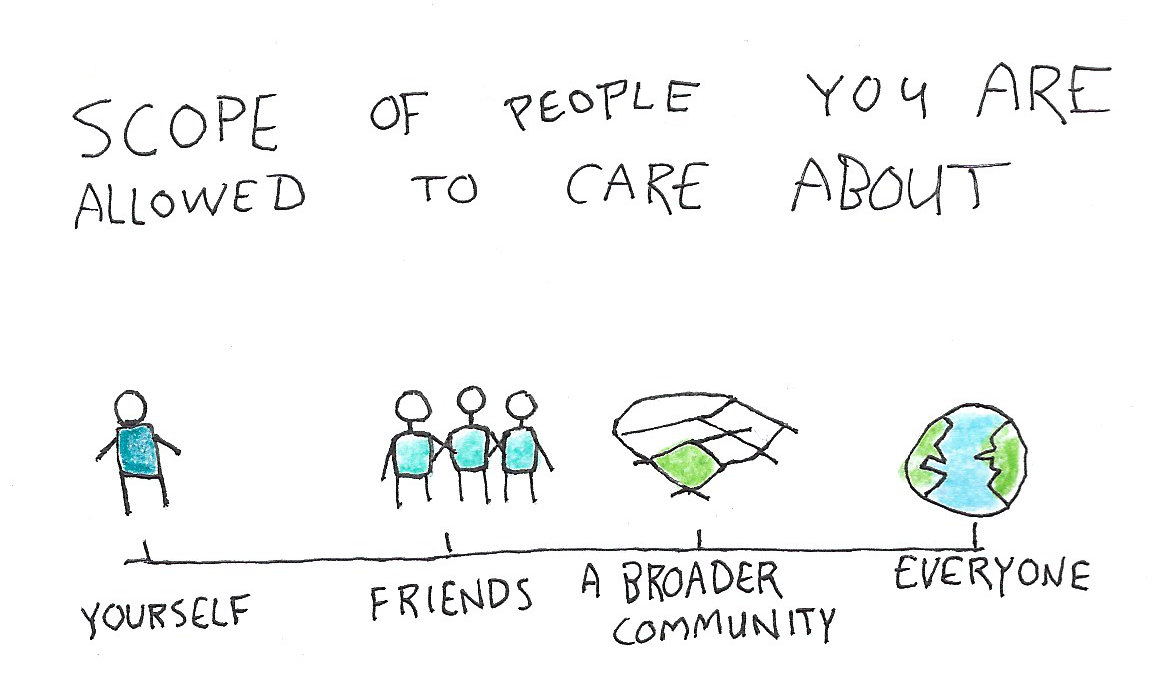 SCOPE OF PEOPLE YOU ARE
ALLOWED TO CARE ABOUT
YOURSELF
FRIENDS
A BROADER
COMMUNITY
EVERYONE